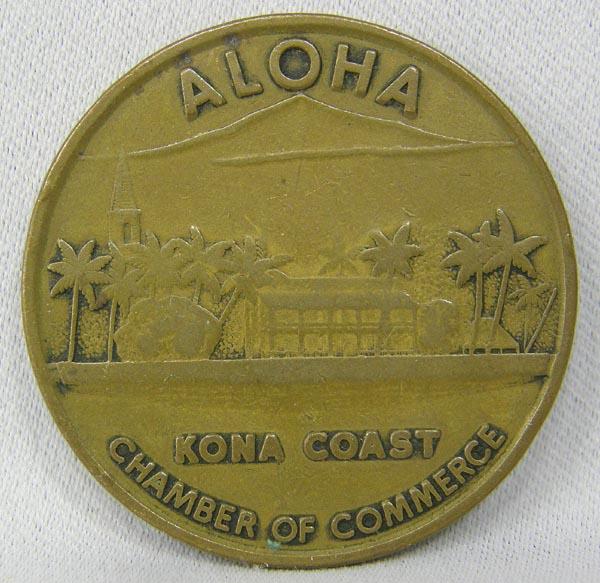 ALOHA
KONA COAST
CHAMBER OF COMMERCE